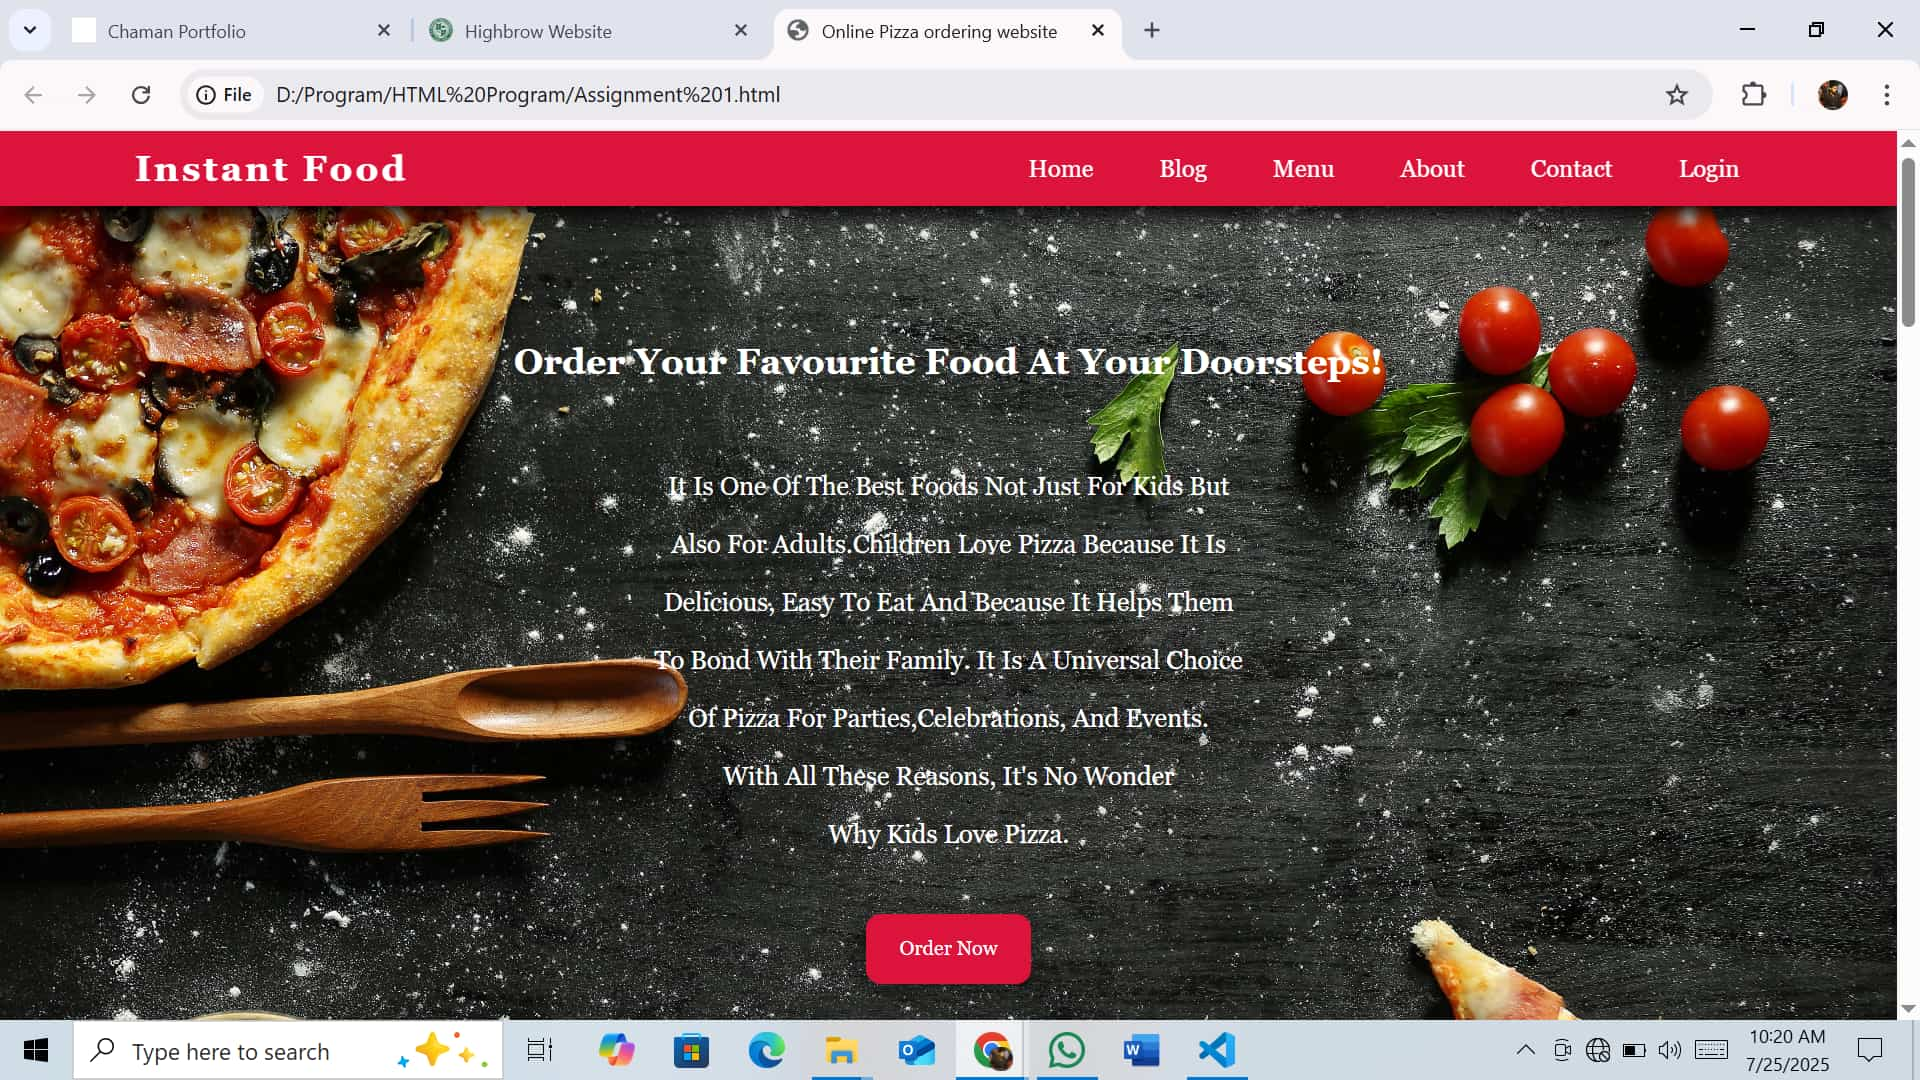 Chaman Portfolio
Highbrow Website
Online Pizza ordering website
File
D:/Program/HTML%20Program/Assignment%201.html
Instant Food
Home
Blog
Menu
About
Contact
Login
Order Your Favourite Food At Your Doorsteps!
It Is One Of The Best Foods Not Just For Kids But
Also For Adults.Children Love Pizza Because It Is
Delicious, Easy To Eat And Because It Helps Them
To Bond With Their Family. It Is A Universal Choice
Of Pizza For Parties,Celebrations, And Events.
With All These Reasons, It's No Wonder
Why Kids Love Pizza.
Order Now
Type here to search
10:20 AM
7/25/2025